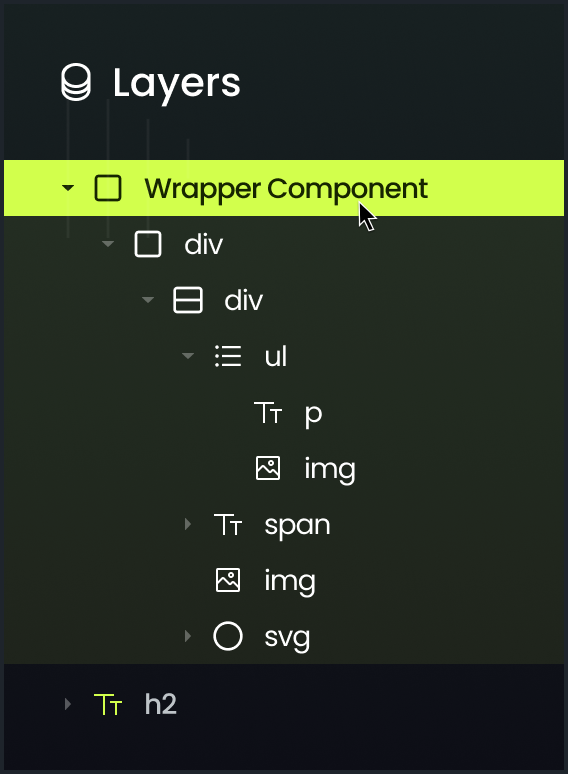 Layers
Wrapper Component
div
div
ul
p
img
span
img
svg
h2